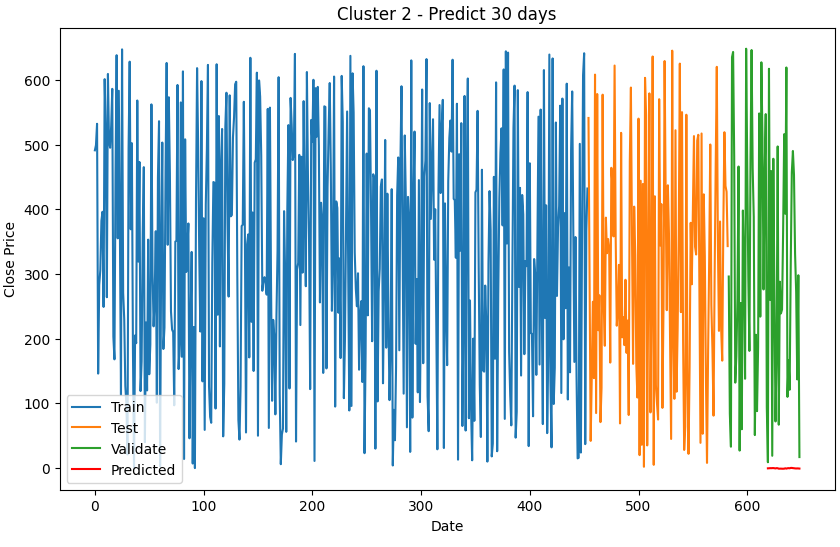 Cluster 2 - Predict 30 days
Close Price
600
500
400
300
200
100
0
Train
Test
Validate
Predicted
0 100 200 300 400 500 600
Date